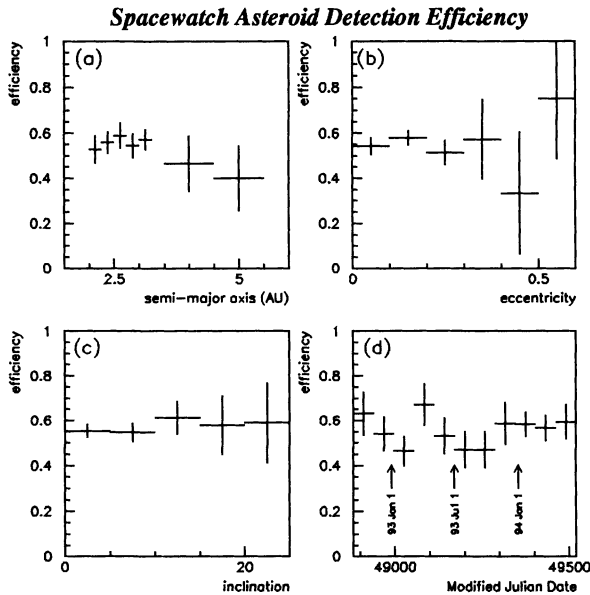 Spacewatch Asteroid Detection Efficiency
efficiency
1
0.8
0.6
0.4
0.2
0
(a)
2.5
5
semi-major axis (AU)
efficiency
1
0.8
0.6
0.4
0.2
0
(b)
0
0.5
eccentricity
efficiency
1
0.8
0.6
0.4
0.2
0
(c)
0
10
20
inclination
efficiency
1
0.8
0.6
0.4
0.2
0
(d)
93 Jan 1
93 Jul 1
94 Jan 1
49000
49500
Modified Julian Date